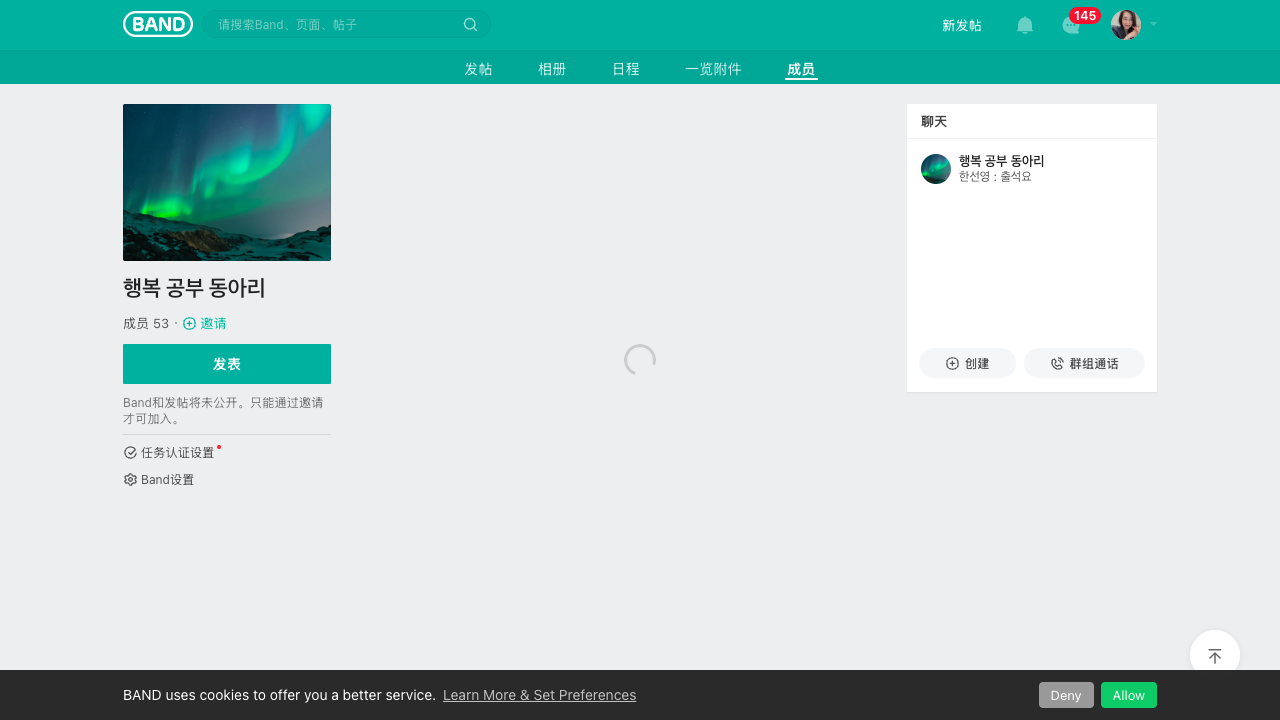 BAND
请搜索Band、页面、帖子
新发帖
145
发帖
相册
日程
一览附件
成员
행복 공부 동아리
成员 53 · 邀请
发表
Band和发帖将未公开。只能通过邀请
才可加入。
任务认证设置
Band设置
聊天
행복 공부 동아리
한선영 : 출석요
创建
群组通话
BAND uses cookies to offer you a better service. Learn More & Set Preferences
Deny
Allow